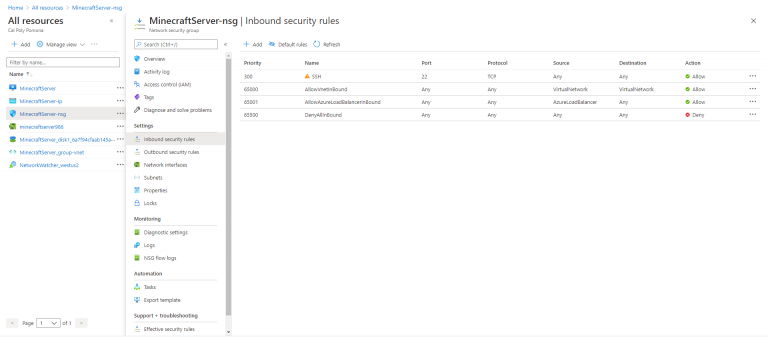 Home > All resources > MinecraftServer-nsg
All resources
Cal Poly Pomona
+ Add Manage view
Filter by name...
Name
MinecraftServer
MinecraftServer-ip
MinecraftServer-nsg
minecraftserver986
MinecraftServer_group-vnet
NetworkWatcher_westus2
< Page 1 of 1 >
MinecraftServer-nsg | Inbound security rules
Network security group
Search (Ctrl+/)
Overview
Activity log
Access control (IAM)
Tags
Diagnose and solve problems
Settings
Inbound security rules
Outbound security rules
Network interfaces
Subnets
Properties
Locks
Monitoring
Diagnostic settings
Logs
NSG flow logs
Automation
Tasks
Export template
Support + troubleshooting
Effective security rules
+ Add Default rules Refresh
Priority Name Port Protocol Source Destination Action
300 SSH 22 TCP Any Any Allow
65000 AllowVnetInBound Any Any VirtualNetwork VirtualNetwork Allow
65001 AllowAzureLoadBalancerInBound Any Any AzureLoadBalancer Any Allow
65500 DenyAllInBound Any Any Any Any Deny